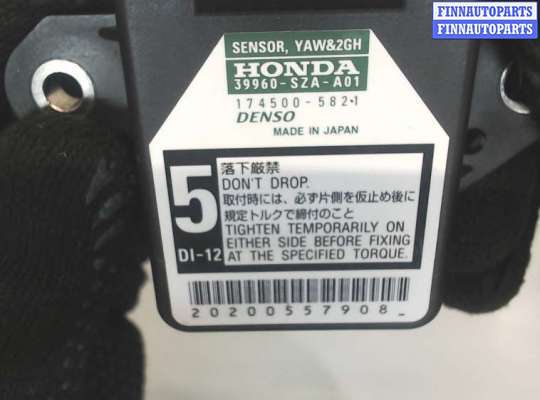 FINNAUTOPARTS
FINNAUTOPARTS
SENSOR, YAW&2GH
HONDA
39960-SZA-A01
174500-5821
DENSO
MADE IN JAPAN
5
DI-12
落下厳禁
DON'T DROP.
取付時には、必ず片側を仮止め後に
規定トルクで締付のこと
TIGHTEN TEMPORARILY ON
EITHER SIDE BEFORE FIXING
AT THE SPECIFIED TORQUE.
20200557908_